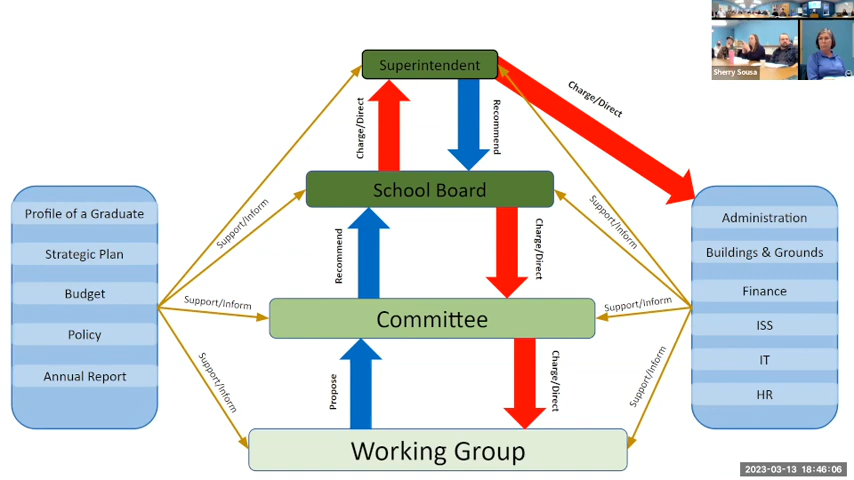 Superintendent
Charge/Direct
Charge/Direct
Recommend
Sherry Sousa
School Board
Profile of a Graduate
Strategic Plan
Budget
Policy
Annual Report
Support/Inform
Support/Inform
Administration
Buildings & Grounds
Finance
ISS
IT
HR
Recommend
Charge/Direct
Support/Inform
Support/Inform
Committee
Support/Inform
Support/Inform
Propose
Charge/Direct
Working Group
2023-03-13 18:46:06